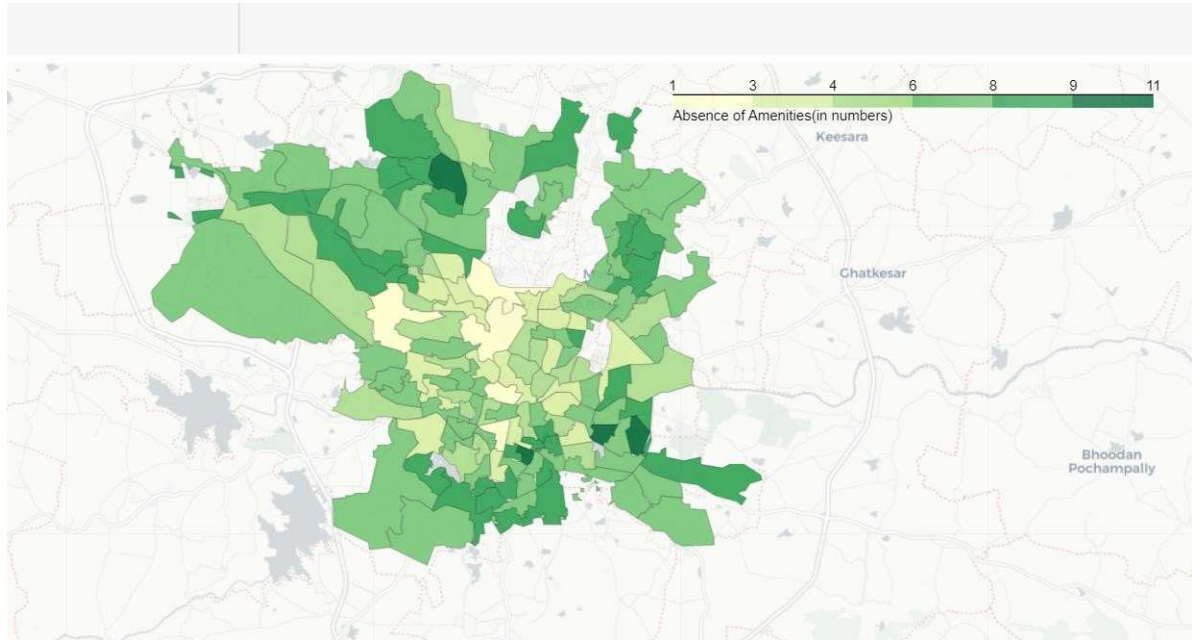 1 3 4 6 8 9 11
Absence of Amenities(in numbers)
Keesara
Ghatkesar
Bhoodan
Pochampally